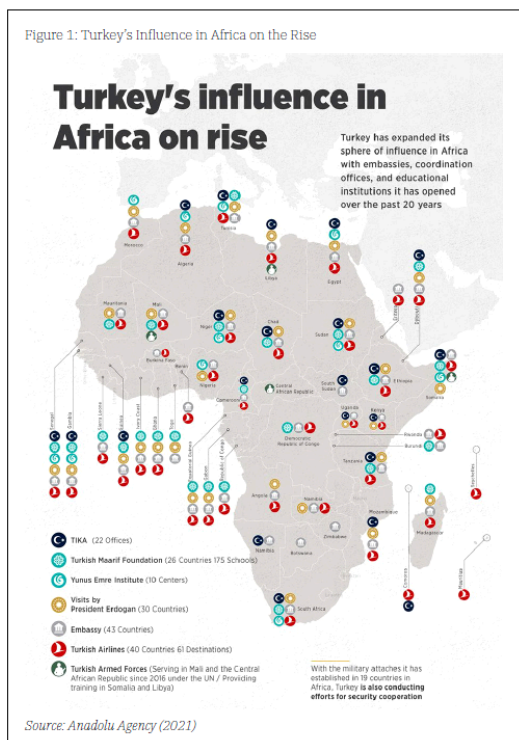 Figure 1: Turkey's Influence in Africa on the Rise
Turkey's influence in
Africa on rise
Turkey has expanded its
sphere of influence in Africa
with embassies, coordination
offices, and educational
institutions it has opened
over the past 20 years
Tunisia
Morocco
Algeria
Libya
Egypt
Djibouti
Mauritania
Mali
Niger
Chad
Sudan
Burkina Faso
Benin
Nigeria
Cameroon
Central
African Republic
South
Sudan
Ethiopia
Somalia
Uganda
Kenya
Senegal
Gambia
Sierra Leone
Guinea
Ivory Coast
Ghana
Togo
Equatorial Guinea
Gabon
Republic of Congo
Democratic
Republic of Congo
Rwanda
Burundi
Tanzania
Seychelles
Angola
Namibia
Mozambique
Madagascar
Zimbabwe
Namibia
Botswana
Comoros
Mauritius
South Africa
TIKA (22 Offices)
Turkish Maarif Foundation (26 Countries 175 Schools)
Yunus Emre Institute (10 Centers)
Visits by
President Erdogan (30 Countries)
Embassy (43 Countries)
Turkish Airlines (40 Countries 61 Destinations)
Turkish Armed Forces (Serving in Mali and the Central
African Republic since 2016 under the UN / Providing
training in Somalia and Libya)
With the military attaches it has
established in 19 countries in
Africa, Turkey is also conducting
efforts for security cooperation
Source: Anadolu Agency (2021)